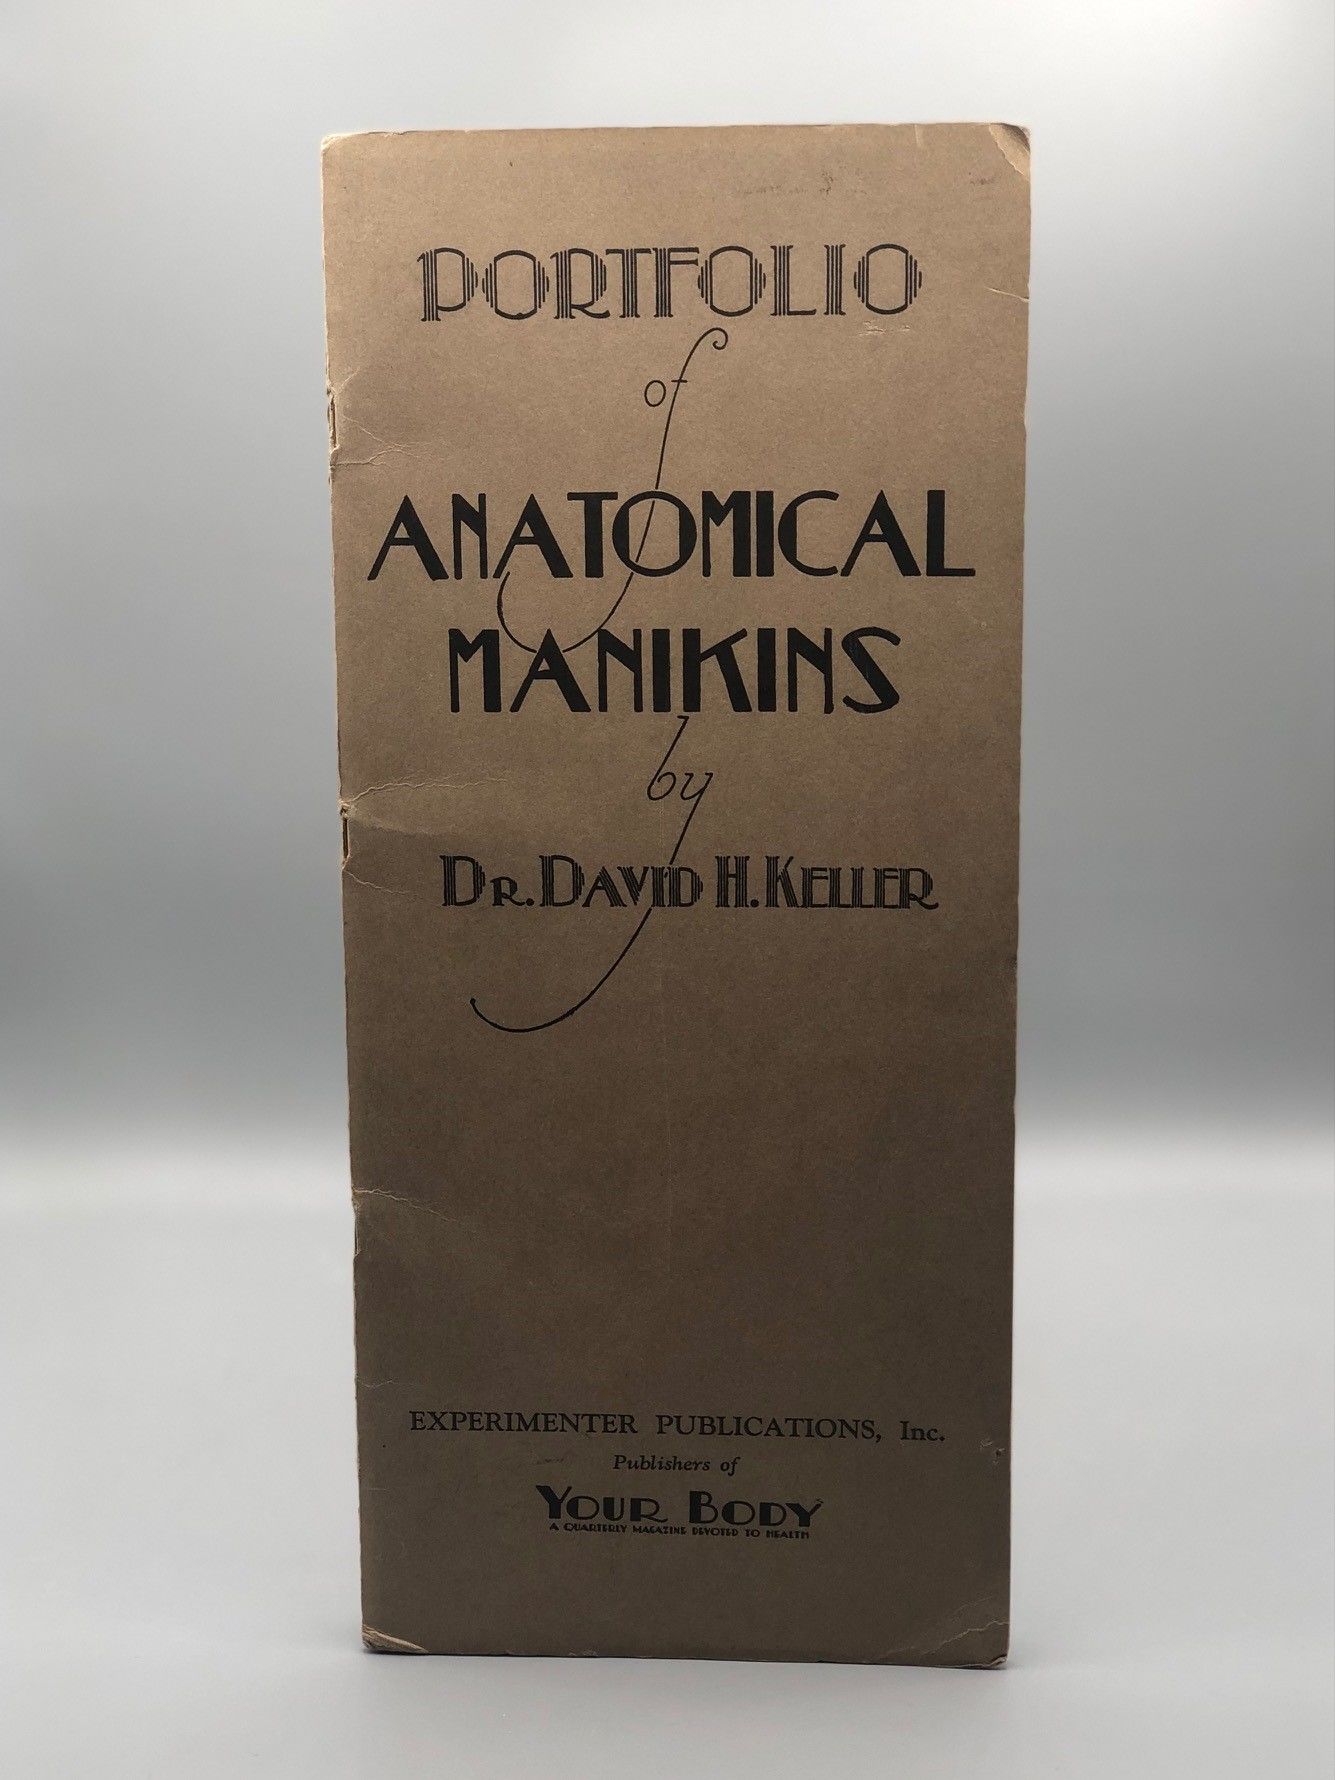 PORTFOLIO
of
ANATOMICAL
MANIKINS
by
DR. DAVID H. KELLER
EXPERIMENTER PUBLICATIONS, Inc.
Publishers of
YOUR BODY
A QUARTERLY MAGAZINE DEVOTED TO HEALTH